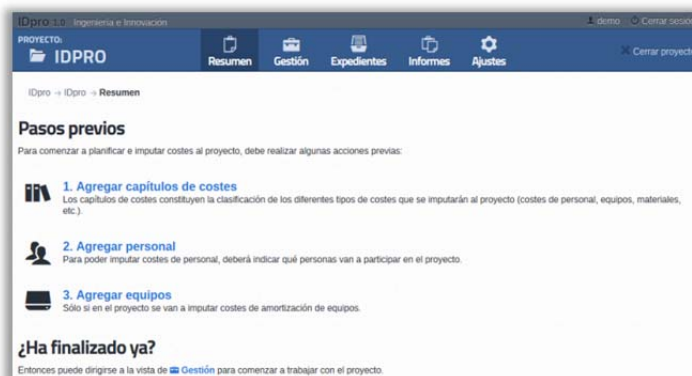 IDpro 1.0 Ingeniería e Innovación
demo Cerrar sesión
PROYECTO:
IDPRO
Resumen Gestión Expedientes Informes Ajustes
Cerrar proyecto
IDpro → IDpro → Resumen
Pasos previos
Para comenzar a planificar e imputar costes al proyecto, debe realizar algunas acciones previas:
1. Agregar capítulos de costes
Los capítulos de costes constituyen la clasificación de los diferentes tipos de costes que se imputarán al proyecto (costes de personal, equipos, materiales,
etc.).
2. Agregar personal
Para poder imputar costes de personal, deberá indicar qué personas van a participar en el proyecto.
3. Agregar equipos
Sólo si en el proyecto se van a imputar costes de amortización de equipos.
¿Ha finalizado ya?
Entonces puede dirigirse a la vista de Gestión para comenzar a trabajar con el proyecto.